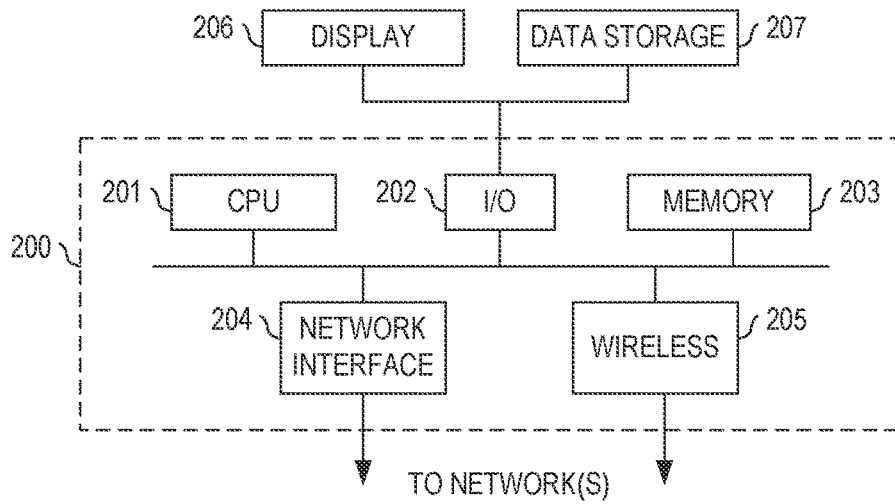 206 DISPLAY DATA STORAGE 207
201 CPU 202 I/O MEMORY 203
200
204 NETWORK INTERFACE
WIRELESS 205
TO NETWORK(S)